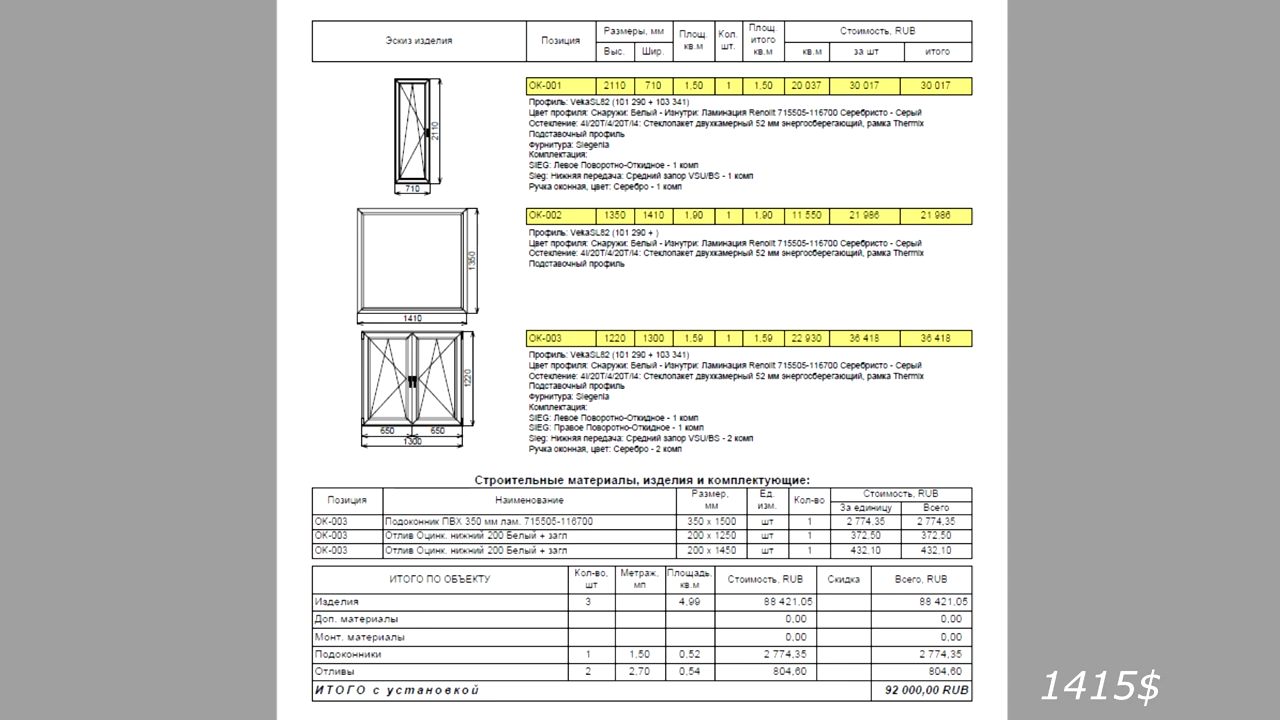 Эскиз изделия Позиция Размеры, мм Площ. кв.м Кол. шт. Площ. итого кв.м Стоимость, RUB
Выс. Шир. кв.м за шт итого
ОК-001 2110 710 1,50 1 1,50 20 037 30 017 30 017
Профиль: VekaSL82 (101 290 + 103 341)
Цвет профиля: Снаружи: Белый - Изнутри: Ламинация Renolit 715505-116700 Серебристо - Серый
Остекление: 4I/20T/4/20T/I4: Стеклопакет двухкамерный 52 мм энергосберегающий, рамка Thermix
Подставочный профиль
Фурнитура: Siegenia
Комплектация:
SIEG: Левое Поворотно-Откидное - 1 комп
Sieg: Нижняя передача: Средний запор VSU/BS - 1 комп
Ручка оконная, цвет: Серебро - 1 комп
2110
710
ОК-002 1350 1410 1,90 1 1,90 11 550 21 986 21 986
Профиль: VekaSL82 (101 290 + )
Цвет профиля: Снаружи: Белый - Изнутри: Ламинация Renolit 715505-116700 Серебристо - Серый
Остекление: 4I/20T/4/20T/I4: Стеклопакет двухкамерный 52 мм энергосберегающий, рамка Thermix
Подставочный профиль
1350
1410
ОК-003 1220 1300 1,59 1 1,59 22 930 36 418 36 418
Профиль: VekaSL82 (101 290 + 103 341)
Цвет профиля: Снаружи: Белый - Изнутри: Ламинация Renolit 715505-116700 Серебристо - Серый
Остекление: 4I/20T/4/20T/I4: Стеклопакет двухкамерный 52 мм энергосберегающий, рамка Thermix
Подставочный профиль
Фурнитура: Siegenia
Комплектация:
SIEG: Левое Поворотно-Откидное - 1 комп
SIEG: Правое Поворотно-Откидное - 1 комп
Sieg: Нижняя передача: Средний запор VSU/BS - 2 комп
Ручка оконная, цвет: Серебро - 2 комп
1220
650 650
1300
Строительные материалы, изделия и комплектующие:
Позиция Наименование Размер, мм Ед. изм. Кол-во Стоимость, RUB
За единицу Всего
ОК-003 Подоконник ПВХ 350 мм лам. 715505-116700 350 x 1500 шт 1 2 774,35 2 774,35
ОК-003 Отлив Оцинк. нижний 200 Белый + загл 200 x 1250 шт 1 372,50 372,50
ОК-003 Отлив Оцинк. нижний 200 Белый + загл 200 x 1450 шт 1 432,10 432,10
ИТОГО ПО ОБЪЕКТУ Кол-во, шт Метраж, мп Площадь, кв.м Стоимость, RUB Скидка Всего, RUB
Изделия 3 4,99 88 421,05 88 421,05
Доп. материалы 0,00 0,00
Монт. материалы 0,00 0,00
Подоконники 1 1,50 0,52 2 774,35 2 774,35
Отливы 2 2,70 0,54 804,60 804,60
ИТОГО с установкой 92 000,00 RUB
1415$